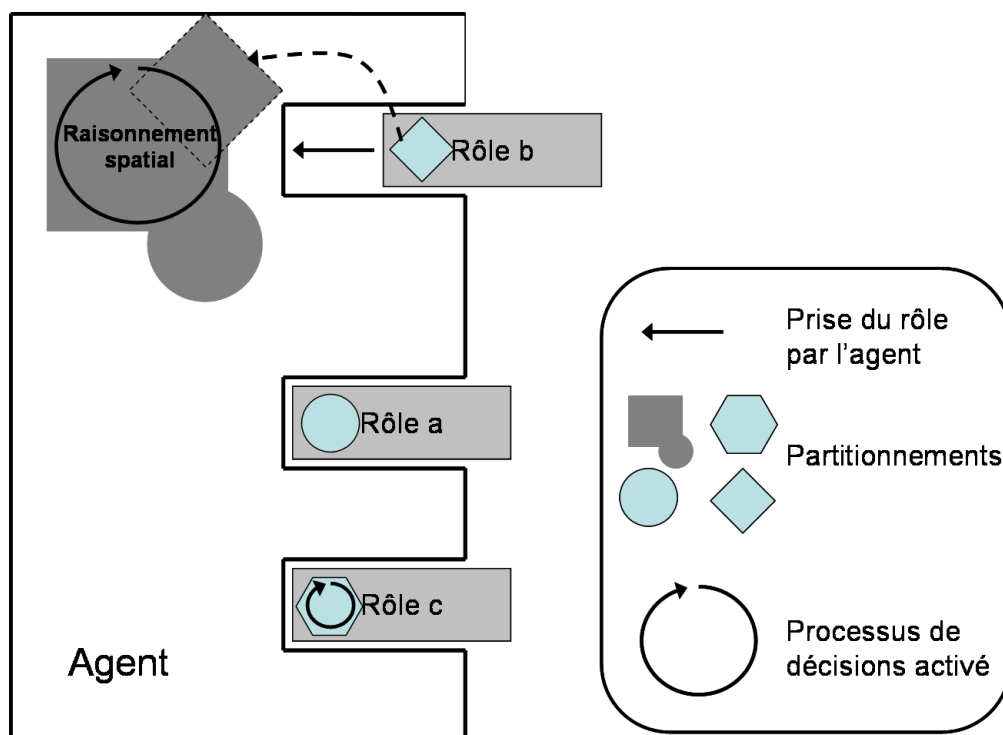 Raisonnement
spatial
Rôle b
Rôle a
Rôle c
Agent
Prise du rôle
par l'agent
Partitionnements
Processus de
décisions activé